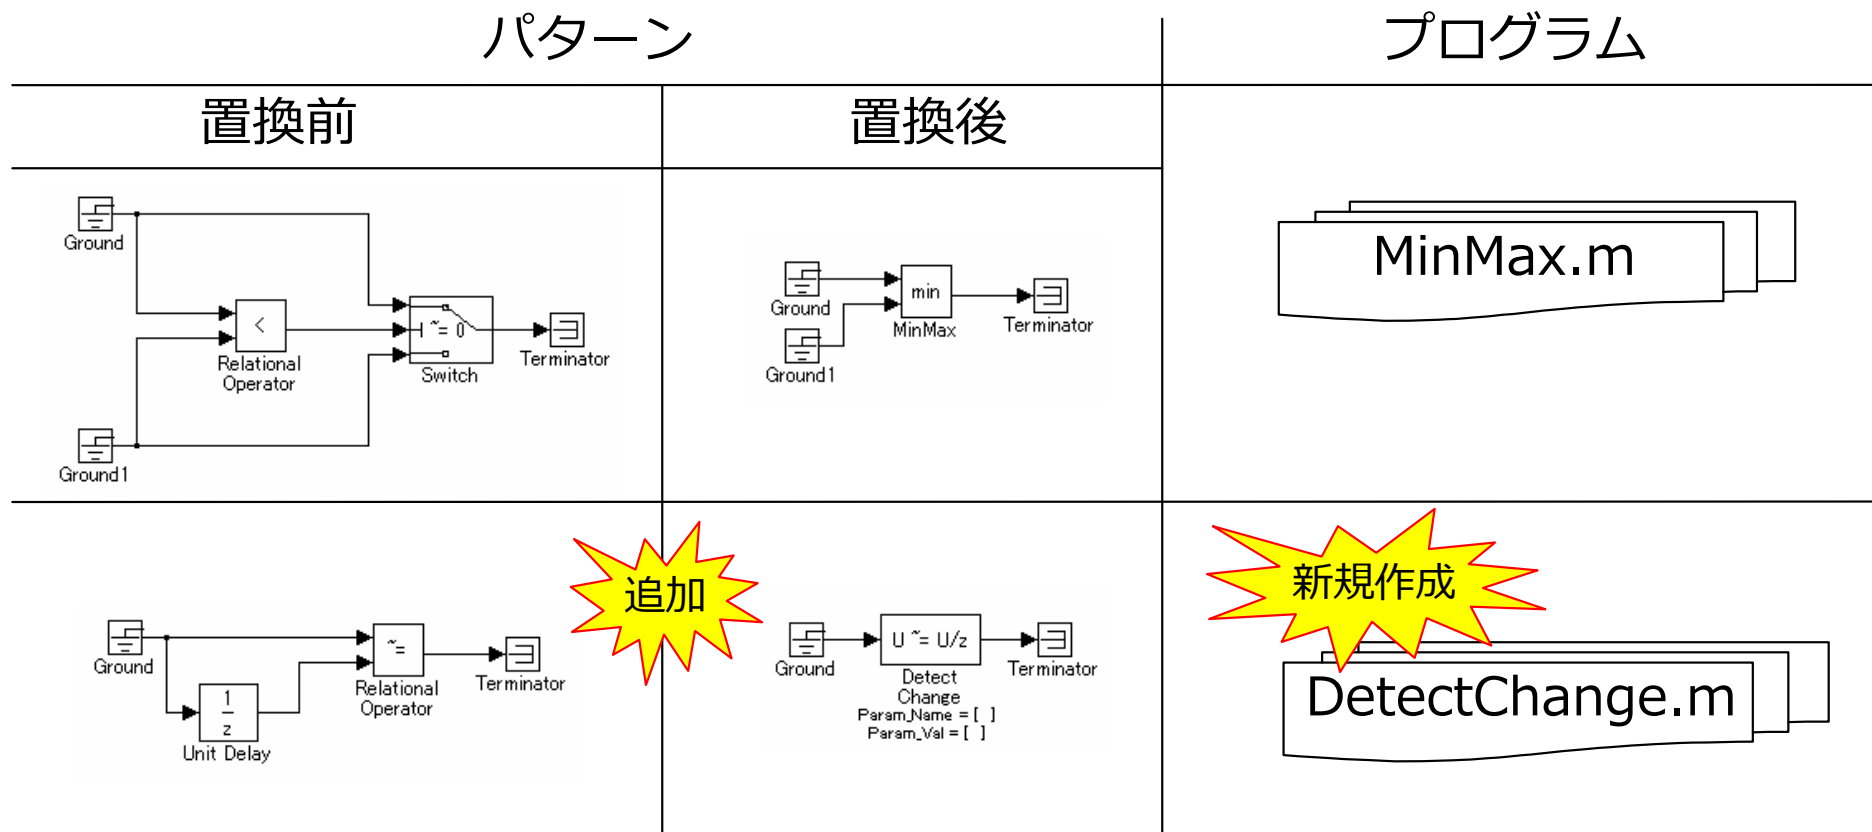 パターン
プログラム
置換前
置換後
Ground
<
Relational
Operator
~= 0
Switch
Terminator
Ground1
Ground
min
MinMax
Terminator
Ground1
MinMax.m
追加
新規作成
Ground
1
z
Unit Delay
~=
Relational
Operator
Terminator
Ground
U ~= U/z
Detect
Change
Param_Name = [ ]
Param_Val = [ ]
Terminator
DetectChange.m